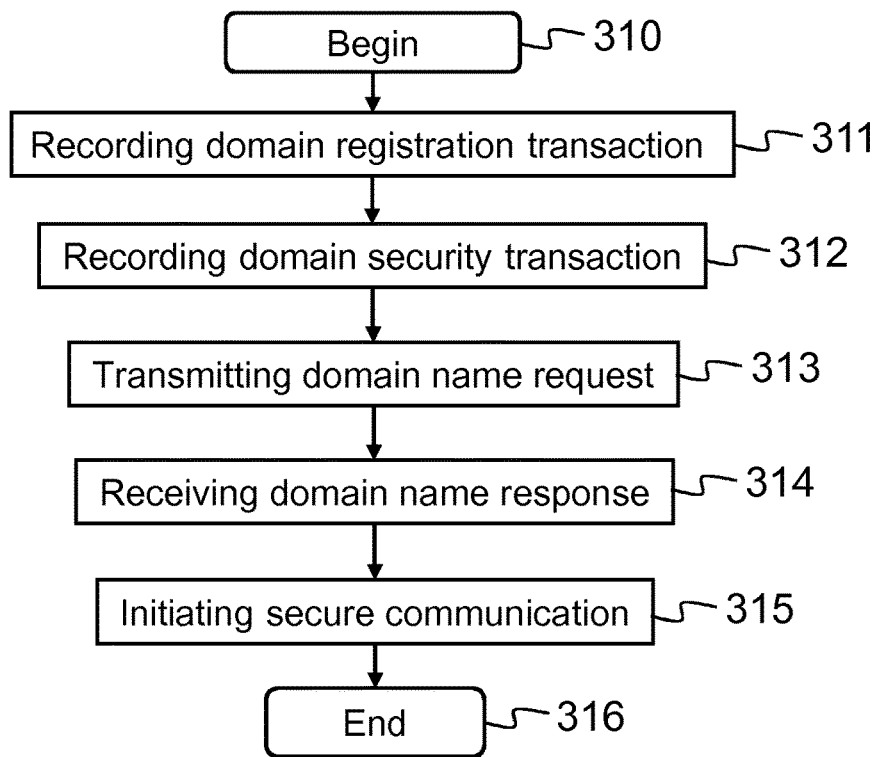 Begin 310
Recording domain registration transaction 311
Recording domain security transaction 312
Transmitting domain name request 313
Receiving domain name response 314
Initiating secure communication 315
End 316